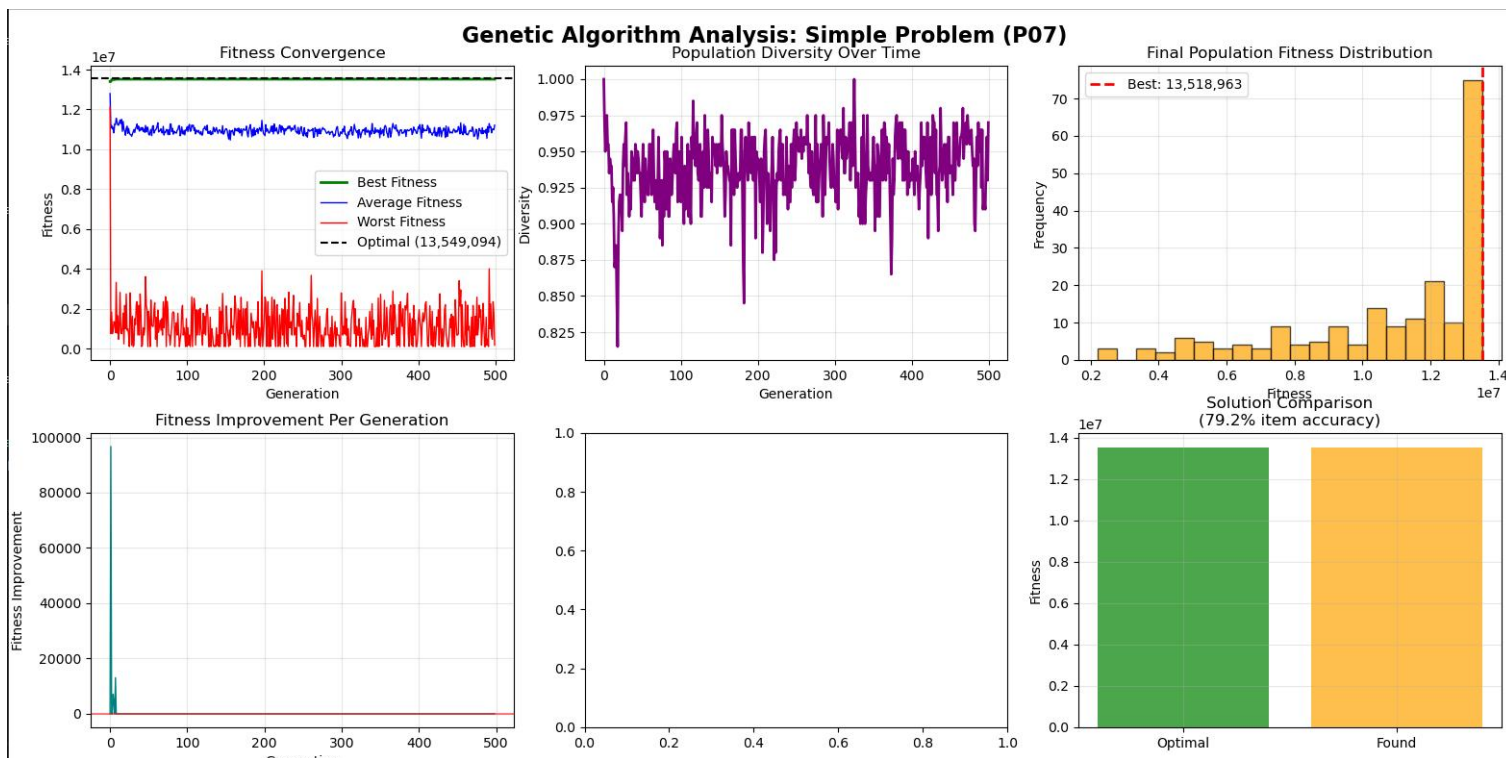 Genetic Algorithm Analysis: Simple Problem (P07)
Fitness Convergence
1e7
1.4
1.2
1.0
0.8
0.6
0.4
0.2
0.0
Fitness
Best Fitness
Average Fitness
Worst Fitness
Optimal (13,549,094)
0 100 200 300 400 500
Generation
Population Diversity Over Time
1.000
0.975
0.950
0.925
0.900
0.875
0.850
0.825
Diversity
0 100 200 300 400 500
Generation
Final Population Fitness Distribution
Best: 13,518,963
70
60
50
40
30
20
10
0
Frequency
0.2 0.4 0.6 0.8 1.0 1.2 1.4
Fitness
1e7
Fitness Improvement Per Generation
100000
80000
60000
40000
20000
0
Fitness Improvement
0 100 200 300 400 500
Generation
1.0
0.8
0.6
0.4
0.2
0.0
0.0 0.2 0.4 0.6 0.8 1.0
Solution Comparison
(79.2% item accuracy)
1e7
1.4
1.2
1.0
0.8
0.6
0.4
0.2
0.0
Fitness
Optimal Found